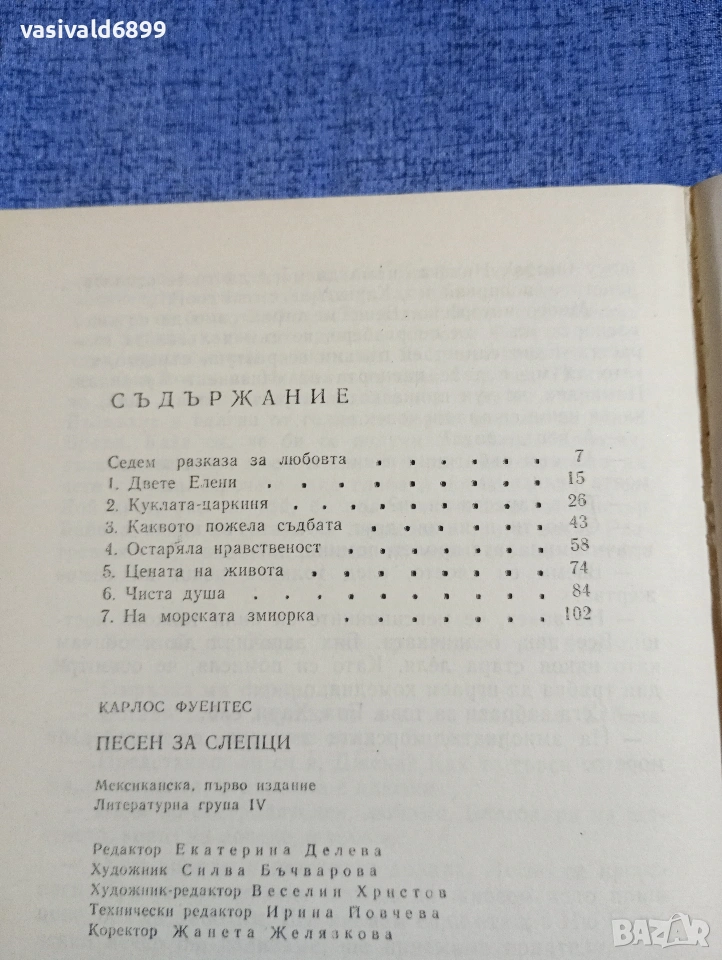 vasivald6899
СЪДЪРЖАНИЕ
Седем разказа за любовта . . . . . . . 7
1. Двете Елени . . . . . . . . . 15
2. Куклата-царкиня . . . . . . . . 26
3. Каквото пожела съдбата . . . . . . . 43
4. Остаряла нравственост . . . . . . 58
5. Цената на живота . . . . . . . . 74
6. Чиста душа . . . . . . . . . . 84
7. На морската змиорка . . . . . . . 102
КАРЛОС ФУЕНТЕС
ПЕСЕН ЗА СЛЕПЦИ
Мексиканска, първо издание
Литературна група IV
Редактор Екатерина Делева
Художник Силва Бъчварова
Художник-редактор Веселин Христов
Технически редактор Ирина Повчева
Коректор Жанета Желязкова
BAZAR